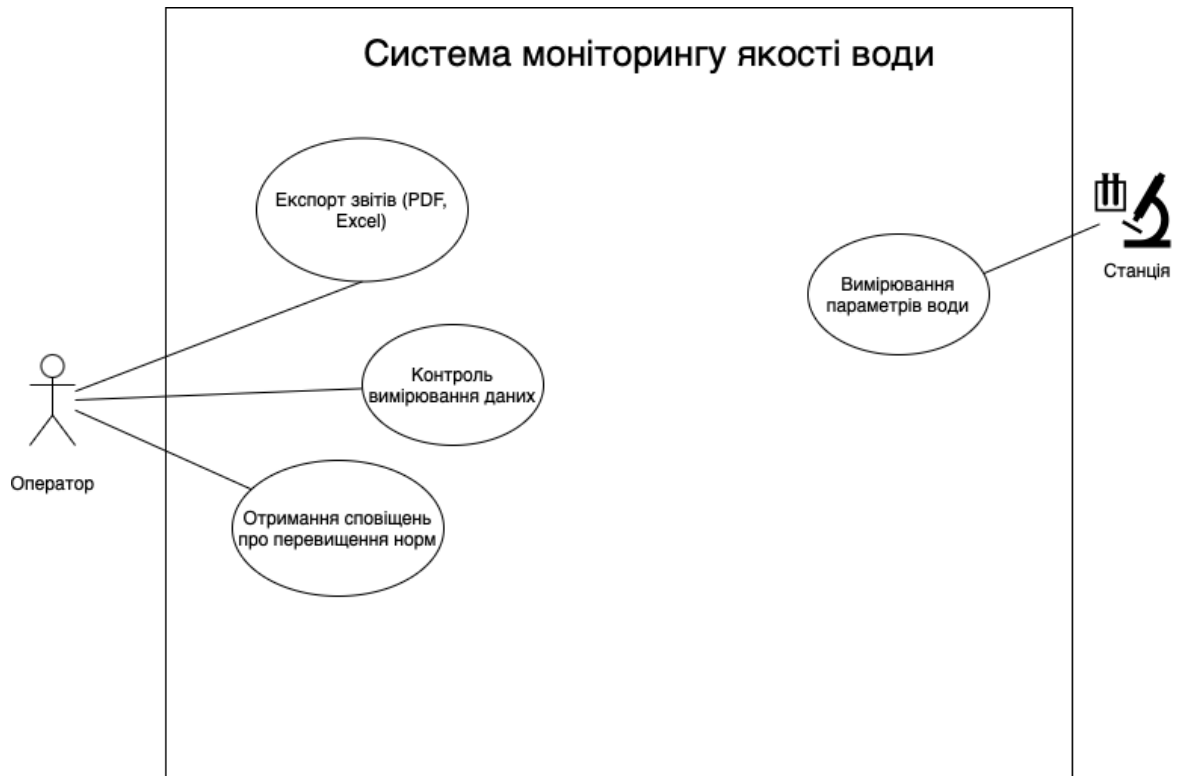 Система моніторингу якості води
Експорт звітів (PDF,
Excel)
Станція
Вимірювання
параметрів води
Контроль
вимірювання даних
Оператор
Отримання сповіщень
про перевищення норм